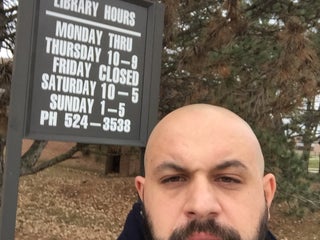 LIBRARY HOURS
MONDAY THRU
THURSDAY 10-9
FRIDAY CLOSED
SATURDAY 10-5
SUNDAY 1-5
PH 524-3538